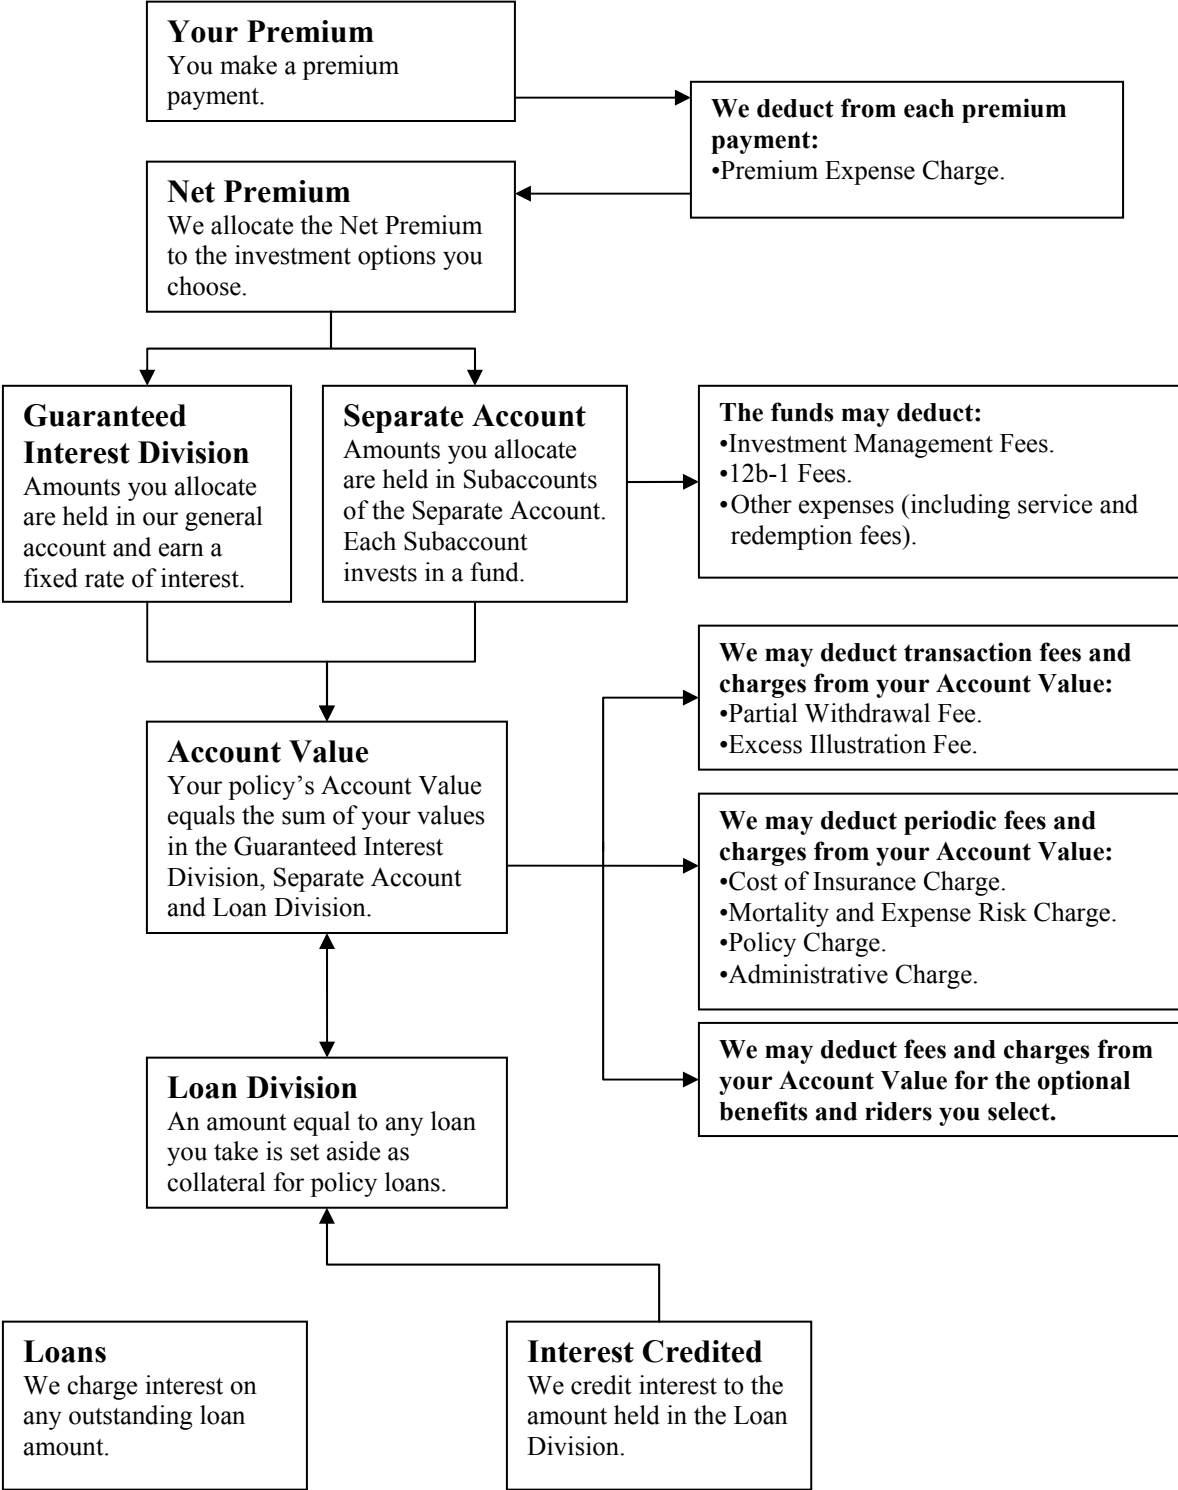 Your Premium
You make a premium
payment.
We deduct from each premium
payment:
•Premium Expense Charge.
Net Premium
We allocate the Net Premium
to the investment options you
choose.
Guaranteed
Interest Division
Amounts you allocate
are held in our general
account and earn a
fixed rate of interest.
Separate Account
Amounts you allocate
are held in Subaccounts
of the Separate Account.
Each Subaccount
invests in a fund.
The funds may deduct:
•Investment Management Fees.
•12b-1 Fees.
•Other expenses (including service and
redemption fees).
We may deduct transaction fees and
charges from your Account Value:
•Partial Withdrawal Fee.
•Excess Illustration Fee.
Account Value
Your policy’s Account Value
equals the sum of your values
in the Guaranteed Interest
Division, Separate Account
and Loan Division.
We may deduct periodic fees and
charges from your Account Value:
•Cost of Insurance Charge.
•Mortality and Expense Risk Charge.
•Policy Charge.
•Administrative Charge.
We may deduct fees and charges from
your Account Value for the optional
benefits and riders you select.
Loan Division
An amount equal to any loan
you take is set aside as
collateral for policy loans.
Loans
We charge interest on
any outstanding loan
amount.
Interest Credited
We credit interest to the
amount held in the Loan
Division.